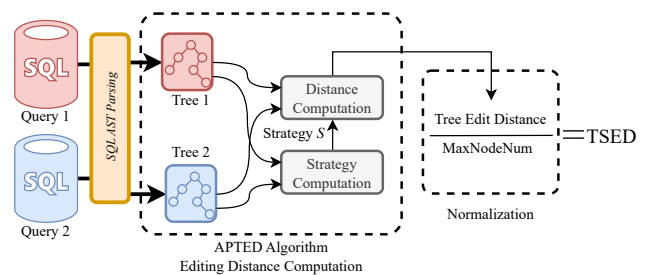 SQL
Query 1
SQL
Query 2
SQL AST Parsing
Tree 1
Tree 2
Distance
Computation
Strategy S
Strategy
Computation
APTED Algorithm
Editing Distance Computation
Tree Edit Distance
MaxNodeNum
=TSED
Normalization